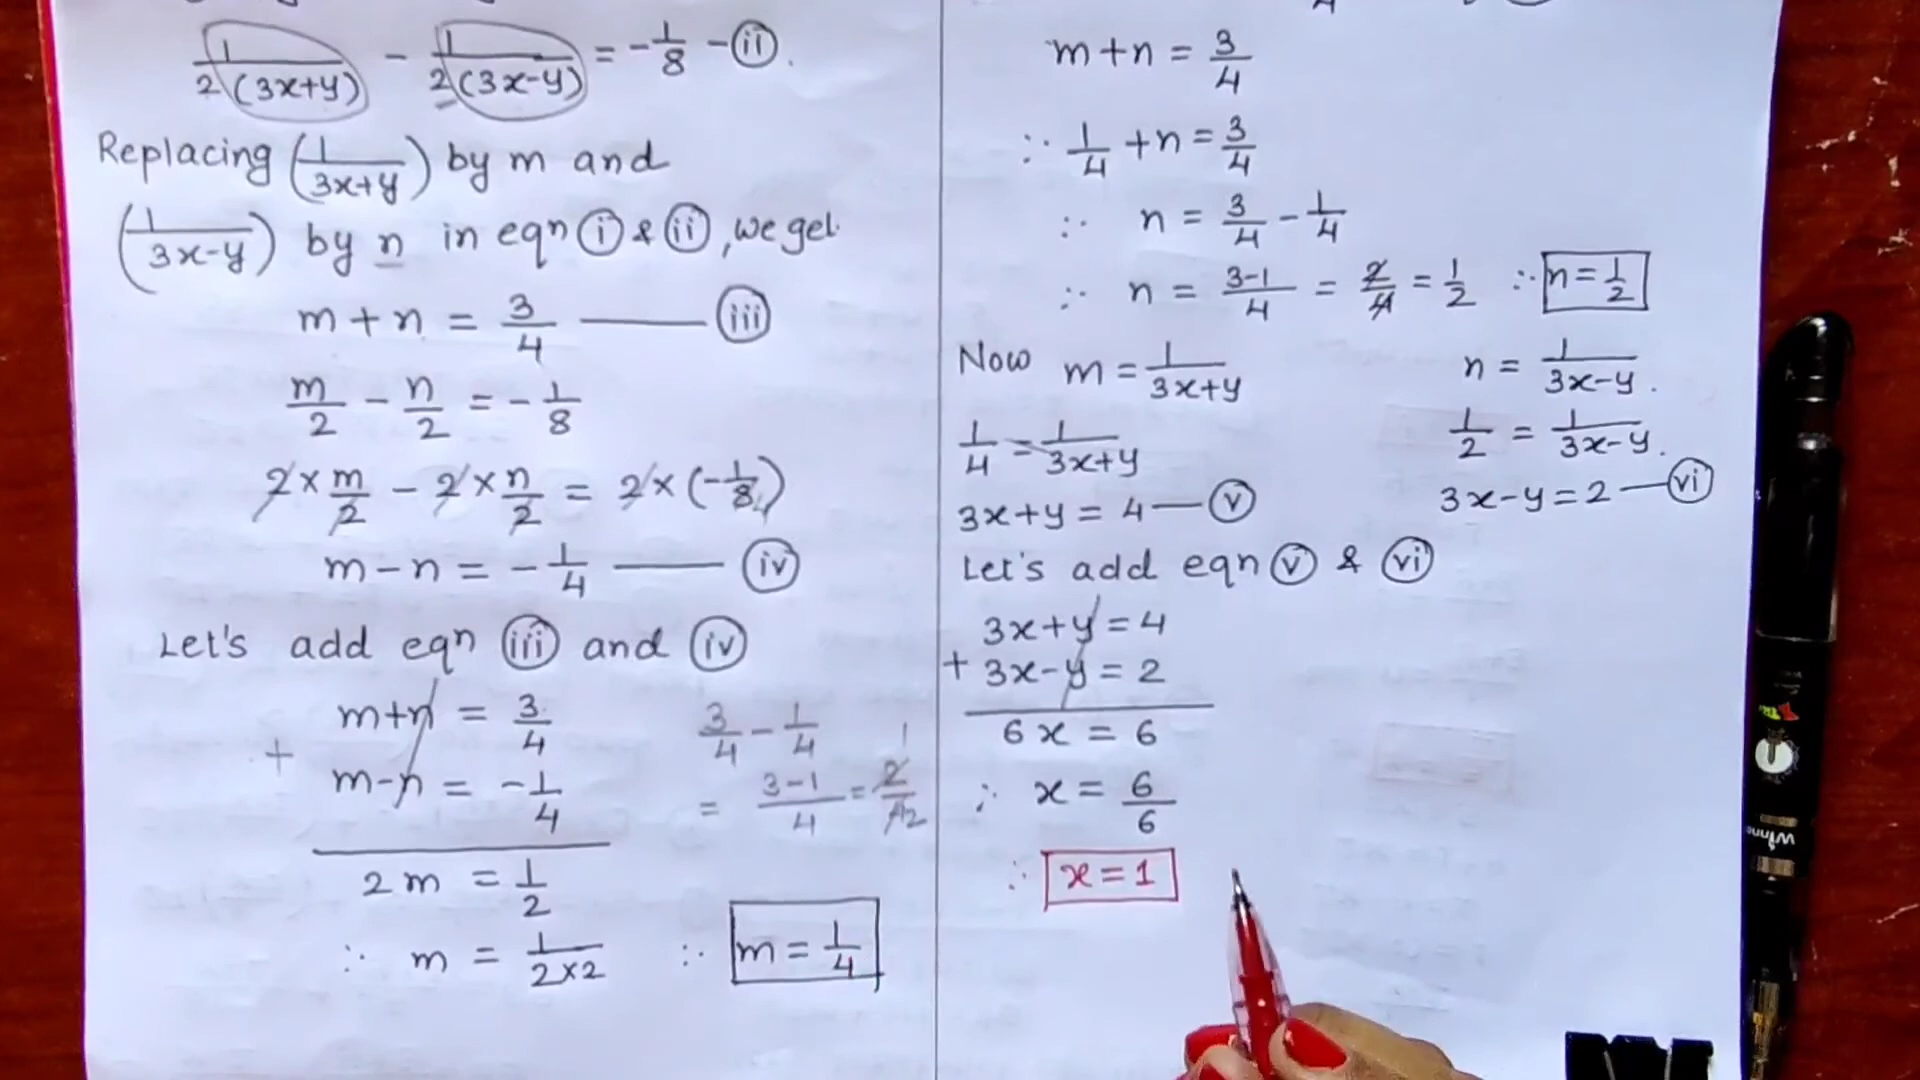 1/2(3x+y) - 1/2(3x-y) = -1/8 - (ii).
Replacing (1/3x+y) by m and
(1/3x-y) by n in eqn (i) & (ii), we get
m+n = 3/4 —— (iii)
m/2 - n/2 = -1/8
2 × m/2 - 2 × n/2 = 2 × (-1/8) 4
m-n = -1/4 —— (iv)
Let's add eqn (iii) and (iv)
m+n = 3/4
+ m-n = -1/4
2m = 1/2
3/4 - 1/4
= 3-1/4 = 2/4 1 2
∴ m = 1/2×2 ∴ m = 1/4
m+n = 3/4
∴ 1/4 + n = 3/4
∴ n = 3/4 - 1/4
∴ n = 3-1/4 = 2/4 = 1/2 ∴ n = 1/2
Now m = 1/3x+y
1/4 = 1/3x+y
3x+y = 4 — (v)
n = 1/3x-y.
1/2 = 1/3x-y.
3x-y = 2 — (vi)
Let's add eqn (v) & (vi)
3x+y = 4
+ 3x-y = 2
6x = 6
∴ x = 6/6
∴ x = 1